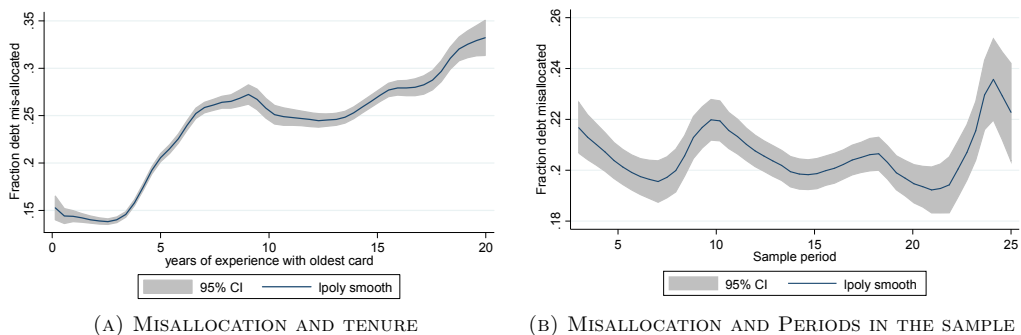 Fraction debt mis-allocated
.15 .2 .25 .3 .35
0 5 10 15 20
years of experience with oldest card
95% CI lpoly smooth
(A) MISALLOCATION AND TENURE
Fraction debt misallocated
.18 .2 .22 .24 .26
5 10 15 20 25
Sample period
95% CI lpoly smooth
(B) MISALLOCATION AND PERIODS IN THE SAMPLE